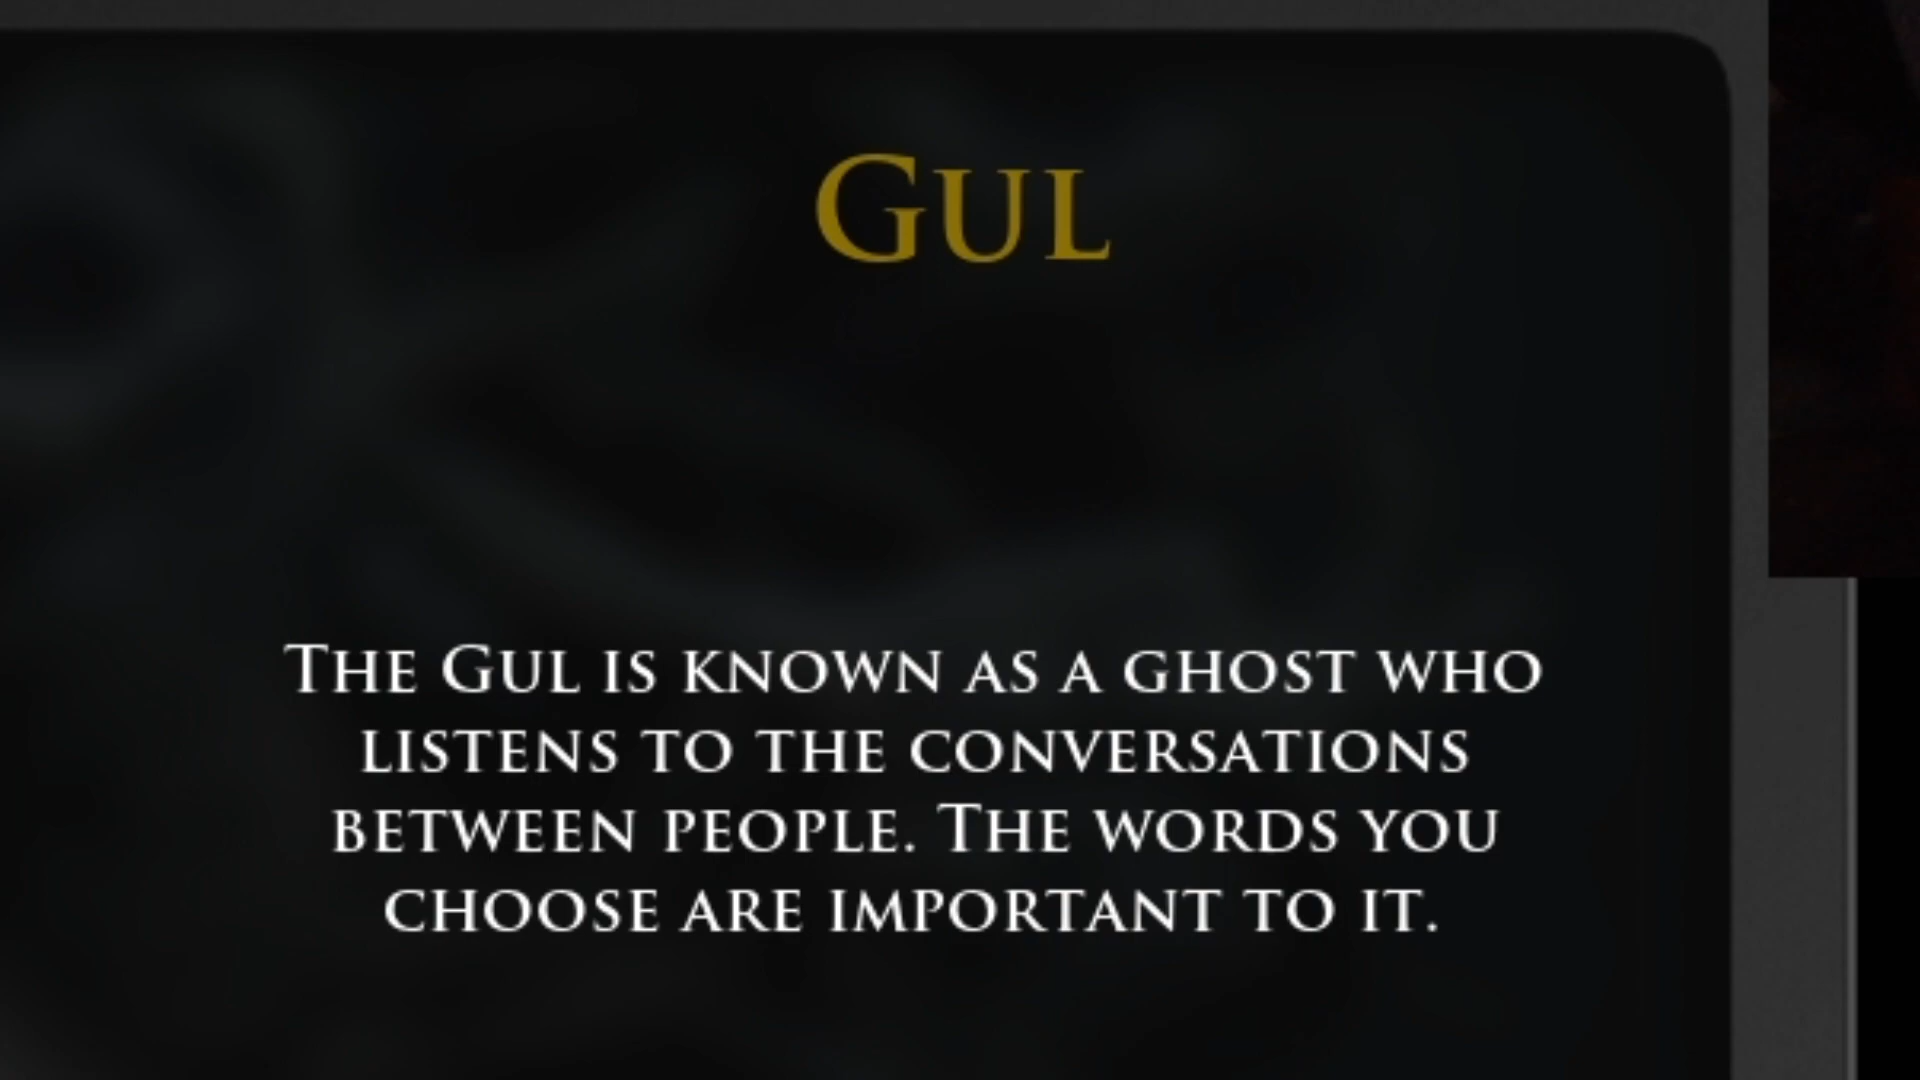 Gul
The Gul is known as a ghost who
listens to the conversations
between people. The words you
choose are important to it.